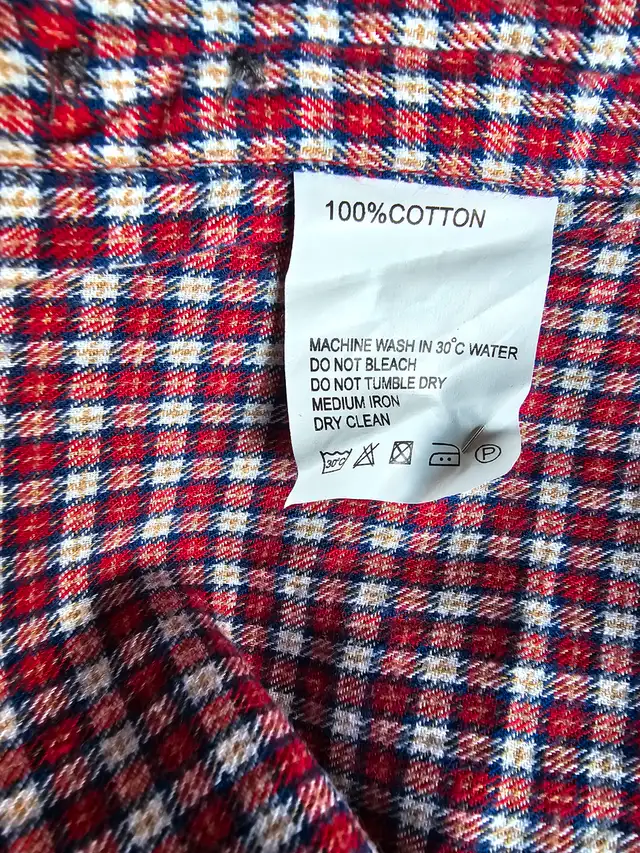 100%COTTON
MACHINE WASH IN 30°C WATER
DO NOT BLEACH
DO NOT TUMBLE DRY
MEDIUM IRON
DRY CLEAN
30°C P